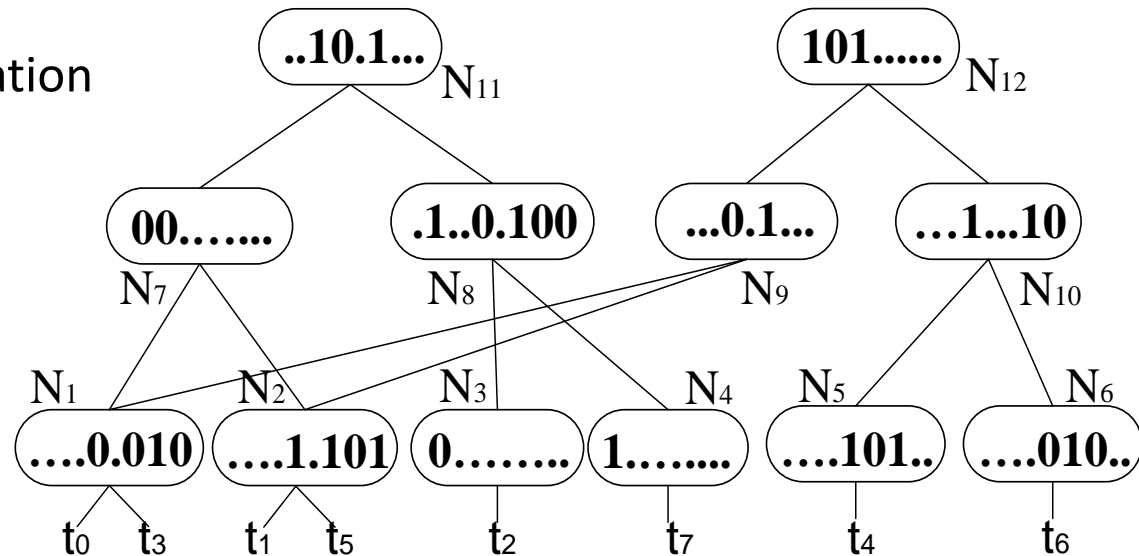 ..10.1...
101......
ation
N11
N12
00.......
.1..0.100
...0.1...
...1...10
N7
N8
N9
N10
N1
N2
N3
N4
N5
N6
....0.010
....1.101
0........
1........
....101..
....010..
t0
t3
t1
t5
t2
t7
t4
t6